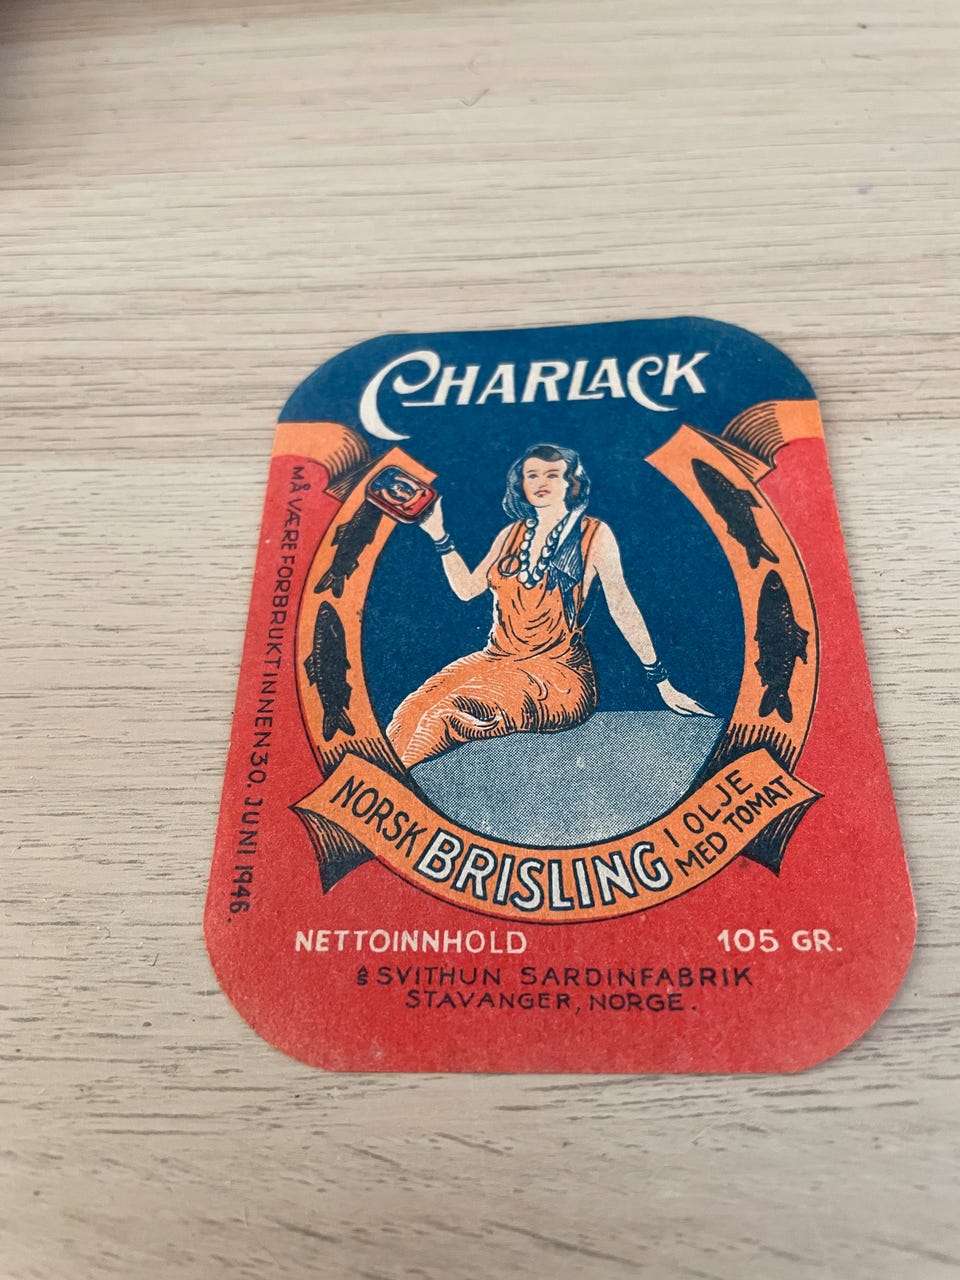 CHARLACK
MÅ VÆRE FORBRUKT INNEN 30. JUNI 1946.
NORSK BRISLING I OLJE
MED TOMAT
NETTOINNHOLD 105 GR.
SVITHUN SARDINFABRIK
STAVANGER, NORGE.